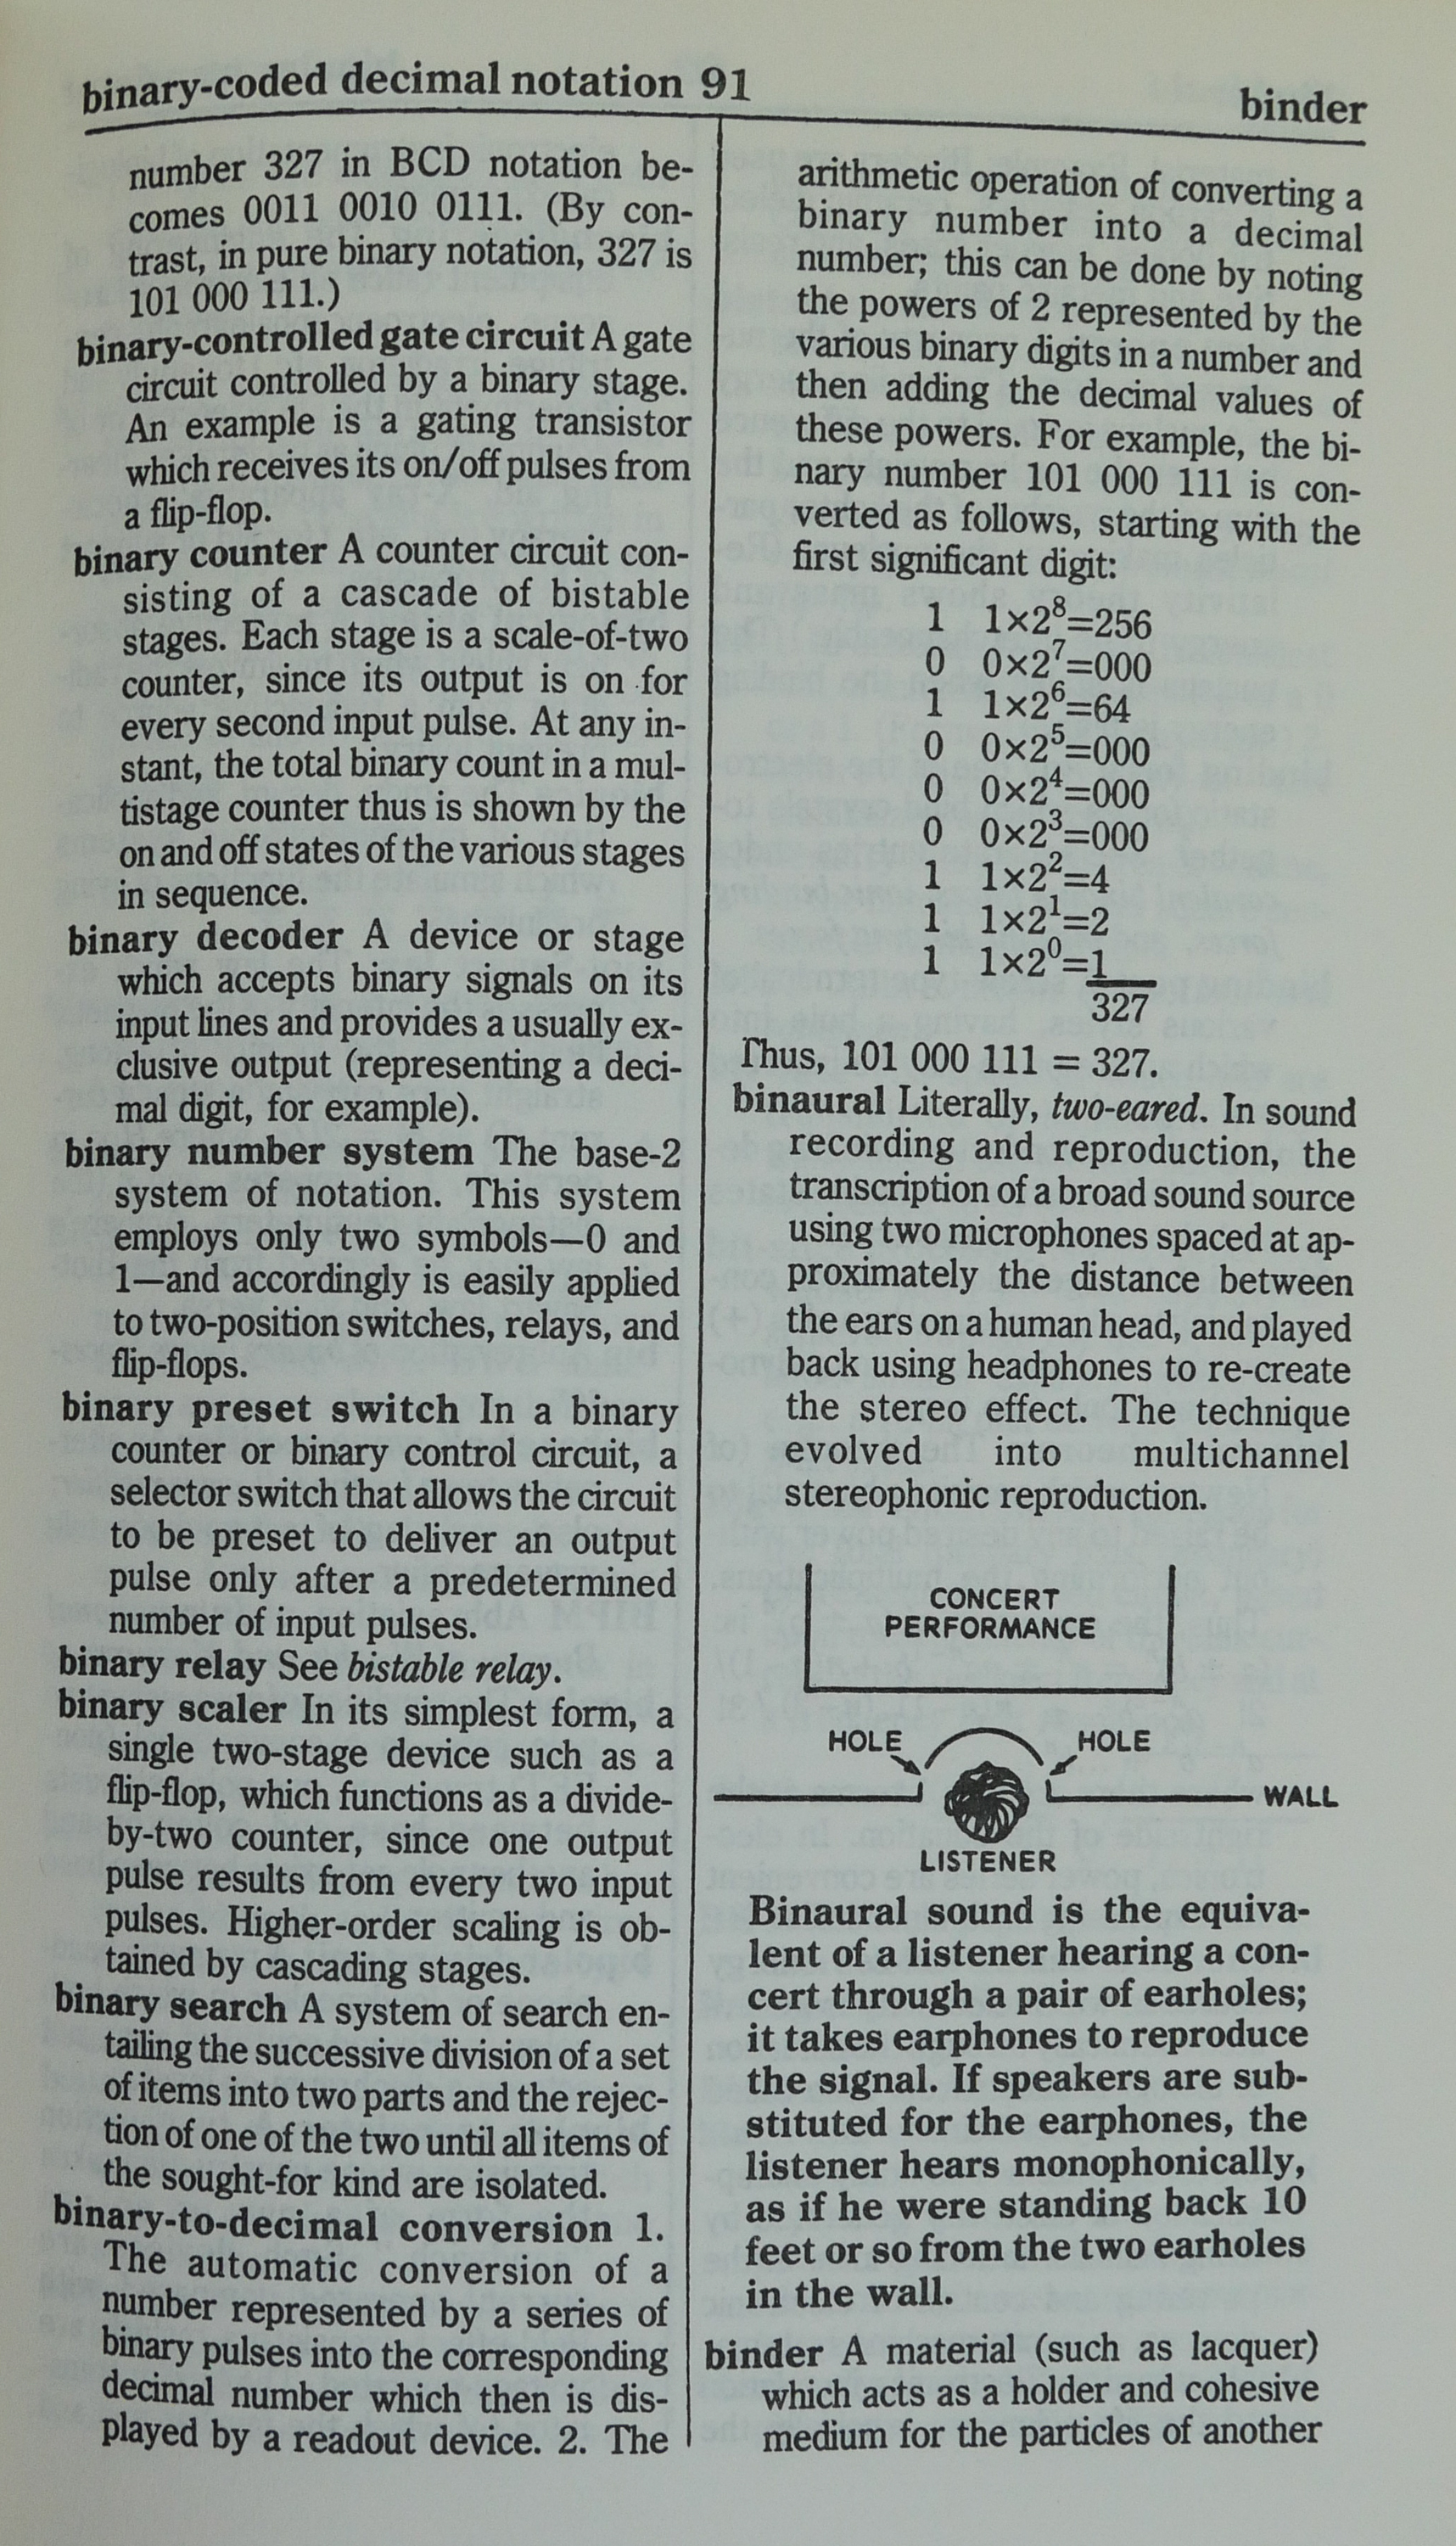 binary-coded decimal notation 91
binder
number 327 in BCD notation be-
comes 0011 0010 0111. (By con-
trast, in pure binary notation, 327 is
101 000 111.)
binary-controlled gate circuit A gate
circuit controlled by a binary stage.
An example is a gating transistor
which receives its on/off pulses from
a flip-flop.
binary counter A counter circuit con-
sisting of a cascade of bistable
stages. Each stage is a scale-of-two
counter, since its output is on for
every second input pulse. At any in-
stant, the total binary count in a mul-
tistage counter thus is shown by the
on and off states of the various stages
in sequence.
binary decoder A device or stage
which accepts binary signals on its
input lines and provides a usually ex-
clusive output (representing a deci-
mal digit, for example).
binary number system The base-2
system of notation. This system
employs only two symbols—0 and
1—and accordingly is easily applied
to two-position switches, relays, and
flip-flops.
binary preset switch In a binary
counter or binary control circuit, a
selector switch that allows the circuit
to be preset to deliver an output
pulse only after a predetermined
number of input pulses.
binary relay See bistable relay.
binary scaler In its simplest form, a
single two-stage device such as a
flip-flop, which functions as a divide-
by-two counter, since one output
pulse results from every two input
pulses. Higher-order scaling is ob-
tained by cascading stages.
binary search A system of search en-
tailing the successive division of a set
of items into two parts and the rejec-
tion of one of the two until all items of
the sought-for kind are isolated.
binary-to-decimal conversion 1.
The automatic conversion of a
number represented by a series of
binary pulses into the corresponding
decimal number which then is dis-
played by a readout device. 2. The
arithmetic operation of converting a
binary number into a decimal
number; this can be done by noting
the powers of 2 represented by the
various binary digits in a number and
then adding the decimal values of
these powers. For example, the bi-
nary number 101 000 111 is con-
verted as follows, starting with the
first significant digit:
1 1×2⁸=256
0 0×2⁷=000
1 1×2⁶=64
0 0×2⁵=000
0 0×2⁴=000
0 0×2³=000
1 1×2²=4
1 1×2¹=2
1 1×2⁰=1
327
Thus, 101 000 111 = 327.
binaural Literally, two-eared. In sound
recording and reproduction, the
transcription of a broad sound source
using two microphones spaced at ap-
proximately the distance between
the ears on a human head, and played
back using headphones to re-create
the stereo effect. The technique
evolved into multichannel
stereophonic reproduction.
CONCERT
PERFORMANCE
HOLE HOLE
WALL
LISTENER
Binaural sound is the equiva-
lent of a listener hearing a con-
cert through a pair of earholes;
it takes earphones to reproduce
the signal. If speakers are sub-
stituted for the earphones, the
listener hears monophonically,
as if he were standing back 10
feet or so from the two earholes
in the wall.
binder A material (such as lacquer)
which acts as a holder and cohesive
medium for the particles of another